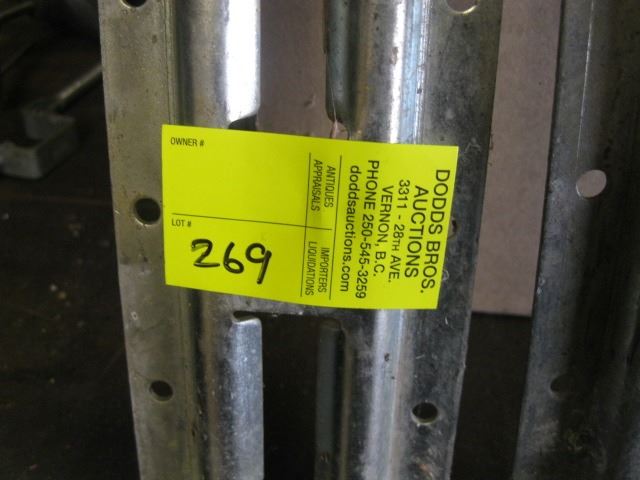 OWNER #
LOT #
269
ANTIQUES
APPRAISALS
IMPORTERS
LIQUIDATIONS
DODDS BROS.
AUCTIONS
3311 - 28TH AVE.
VERNON, B.C.
PHONE 250-545-3259
doddsauctions.com